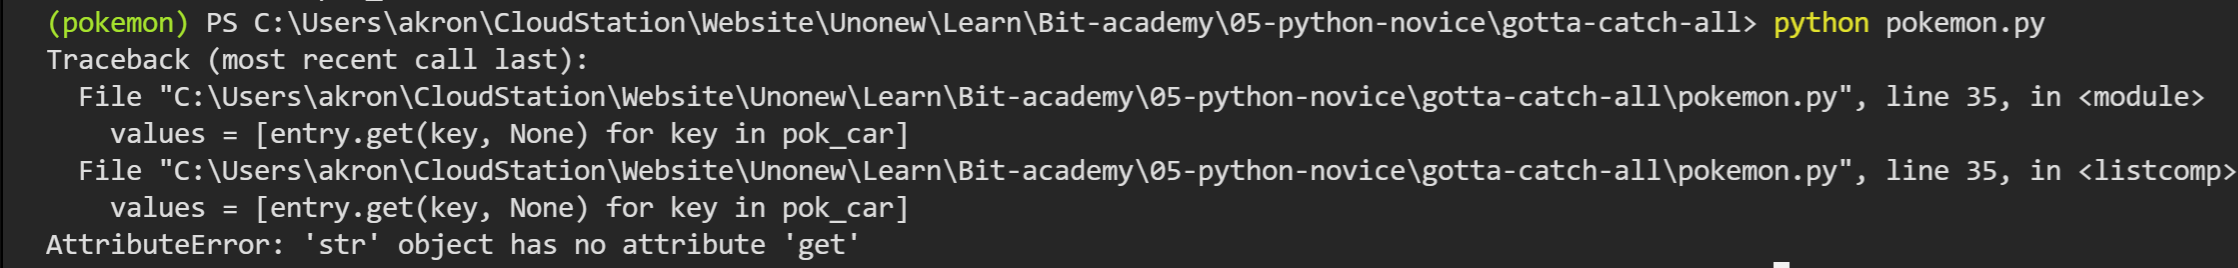 (pokemon) PS C:\Users\akron\CloudStation\Website\Unonew\Learn\Bit-academy\05-python-novice\gotta-catch-all> python pokemon.py
Traceback (most recent call last):
  File "C:\Users\akron\CloudStation\Website\Unonew\Learn\Bit-academy\05-python-novice\gotta-catch-all\pokemon.py", line 35, in <module>
    values = [entry.get(key, None) for key in pok_car]
  File "C:\Users\akron\CloudStation\Website\Unonew\Learn\Bit-academy\05-python-novice\gotta-catch-all\pokemon.py", line 35, in <listcomp>
    values = [entry.get(key, None) for key in pok_car]
AttributeError: 'str' object has no attribute 'get'